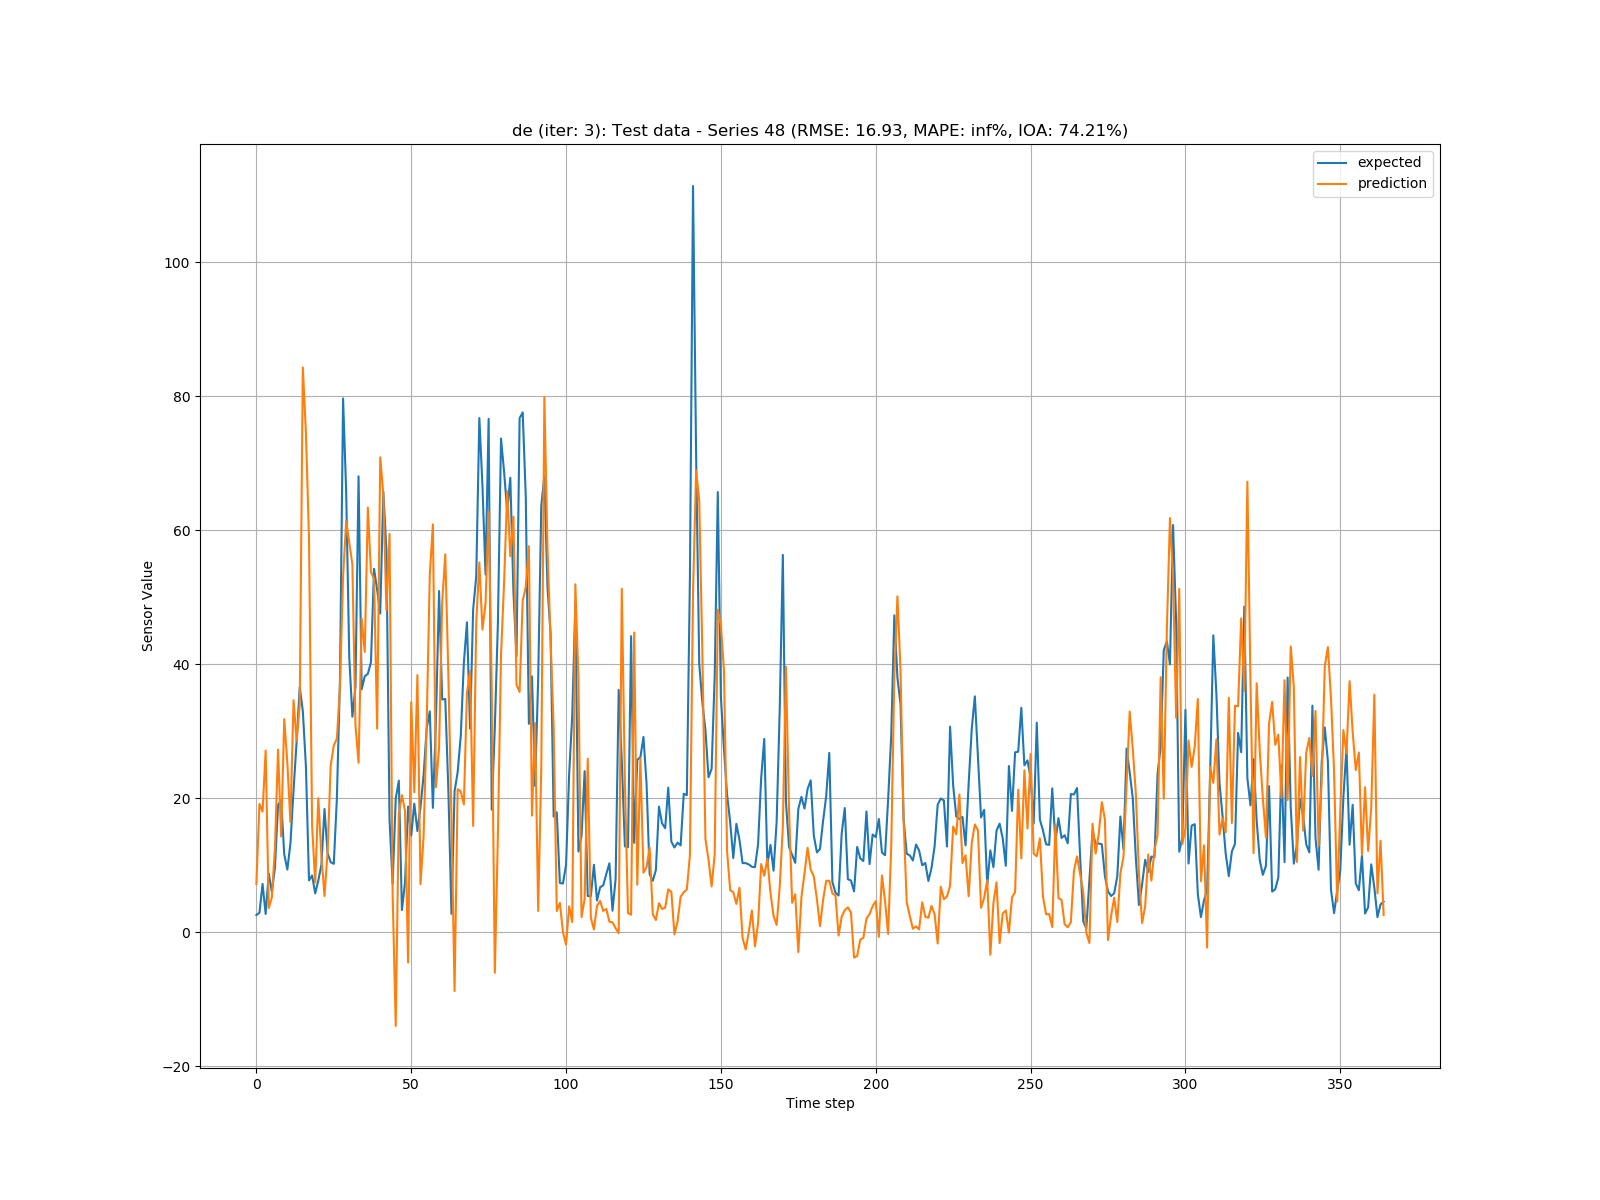 de (iter: 3): Test data - Series 48 (RMSE: 16.93, MAPE: inf%, IOA: 74.21%)
expected
prediction
Sensor Value
100
80
60
40
20
0
−20
0 50 100 150 200 250 300 350
Time step